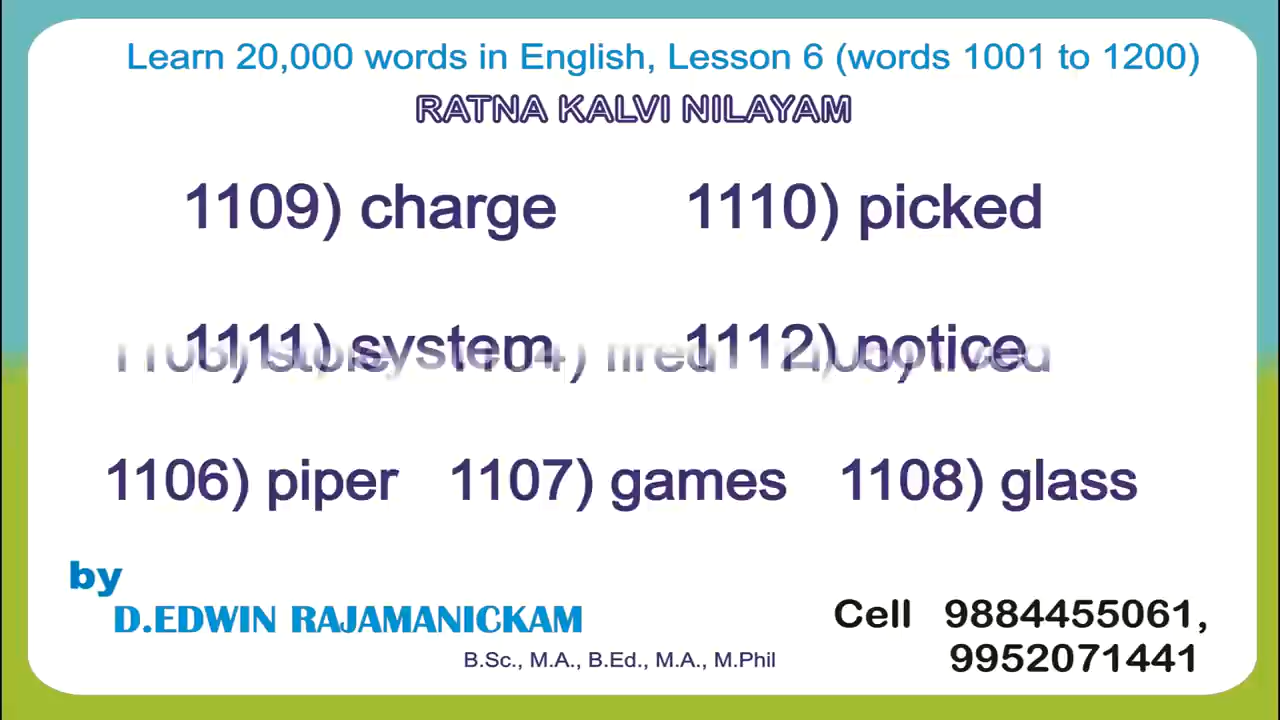 Learn 20,000 words in English, Lesson 6 (words 1001 to 1200)
RATNA KALVI NILAYAM
1109) charge 1110) picked
1111) system 1112) noticed
1106) piper 1107) games 1108) glass
by
D.EDWIN RAJAMANICKAM
B.Sc., M.A., B.Ed., M.A., M.Phil
Cell 9884455061,
9952071441